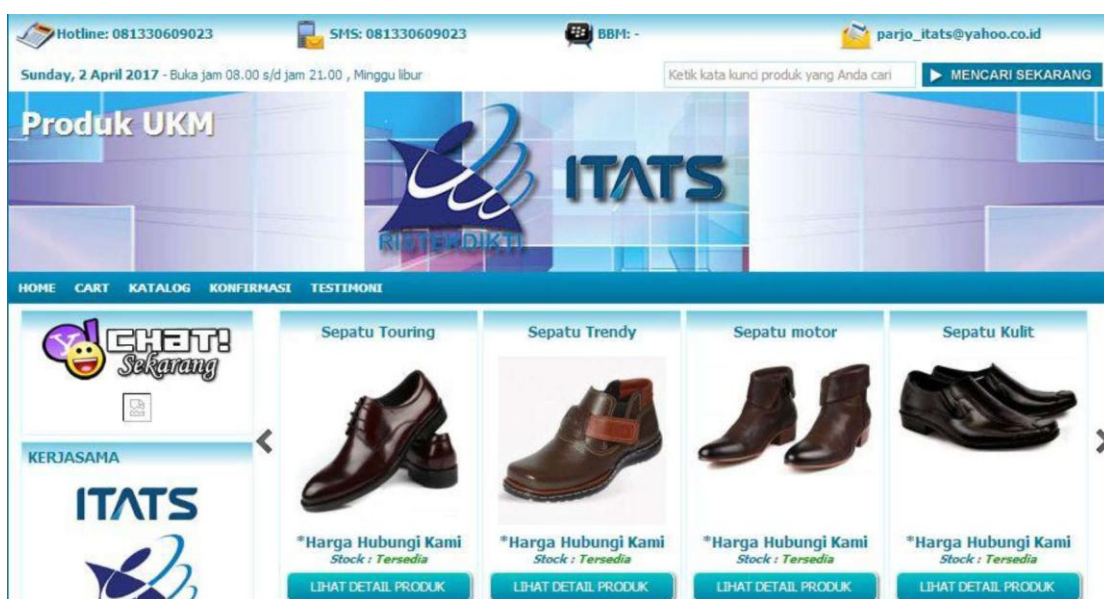 Hotline: 081330609023
SMS: 081330609023
BBM: -
parjo_itats@yahoo.co.id
Sunday, 2 April 2017 - Buka jam 08.00 s/d jam 21.00 , Minggu libur
Ketik kata kunci produk yang Anda cari
MENCARI SEKARANG
Produk UKM
ITATS
RISTEKDIKTI
HOME CART KATALOG KONFIRMASI TESTIMONI
Y! CHAT!
Sekarang
KERJASAMA
ITATS
Sepatu Touring
*Harga Hubungi Kami
Stock : Tersedia
LIHAT DETAIL PRODUK
Sepatu Trendy
*Harga Hubungi Kami
Stock : Tersedia
LIHAT DETAIL PRODUK
Sepatu motor
*Harga Hubungi Kami
Stock : Tersedia
LIHAT DETAIL PRODUK
Sepatu Kulit
*Harga Hubungi Kami
Stock : Tersedia
LIHAT DETAIL PRODUK